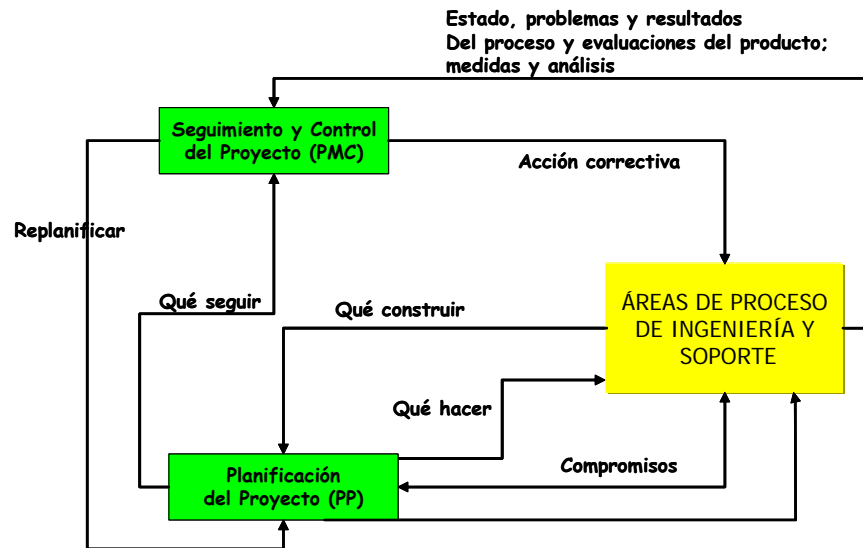 Estado, problemas y resultados
Del proceso y evaluaciones del producto;
medidas y análisis
Seguimiento y Control
del Proyecto (PMC)
Acción correctiva
Replanificar
Qué seguir
Qué construir
ÁREAS DE PROCESO
DE INGENIERÍA Y
SOPORTE
Qué hacer
Planificación
del Proyecto (PP)
Compromisos